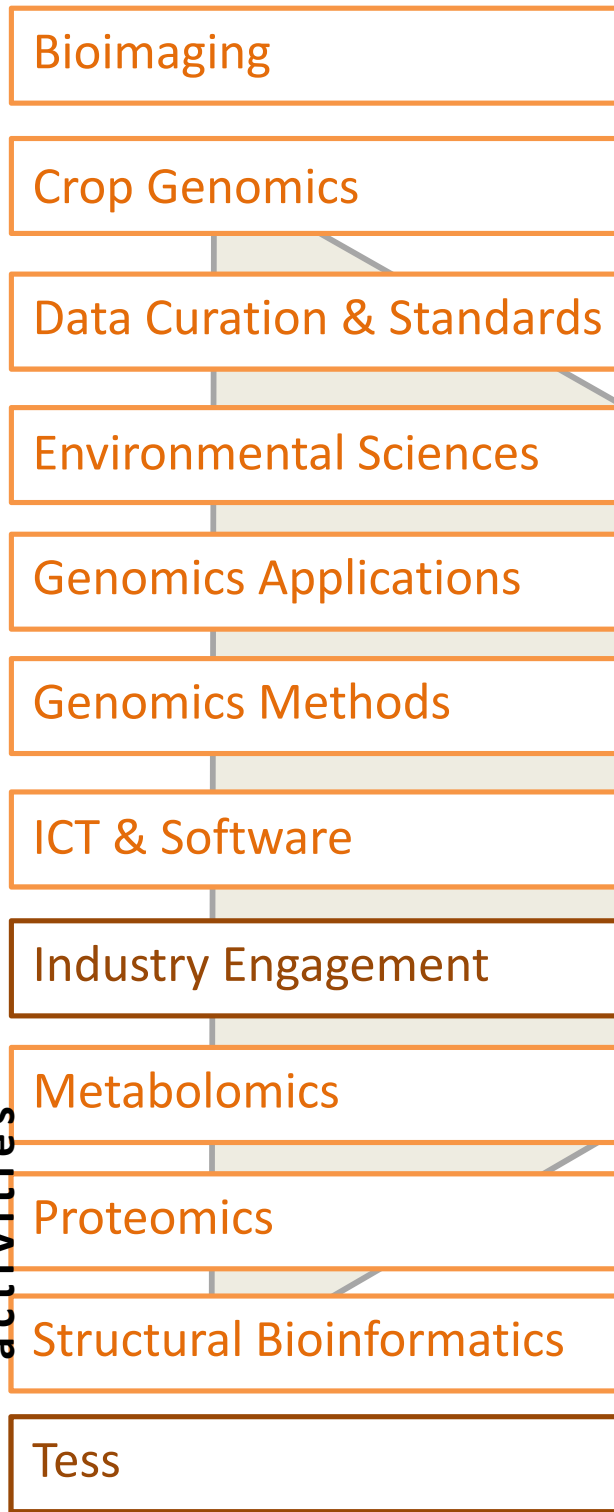 Bioimaging
Crop Genomics
Data Curation & Standards
Environmental Sciences
Genomics Applications
Genomics Methods
ICT & Software
Industry Engagement
Metabolomics
Proteomics
Structural Bioinformatics
Tess
activities